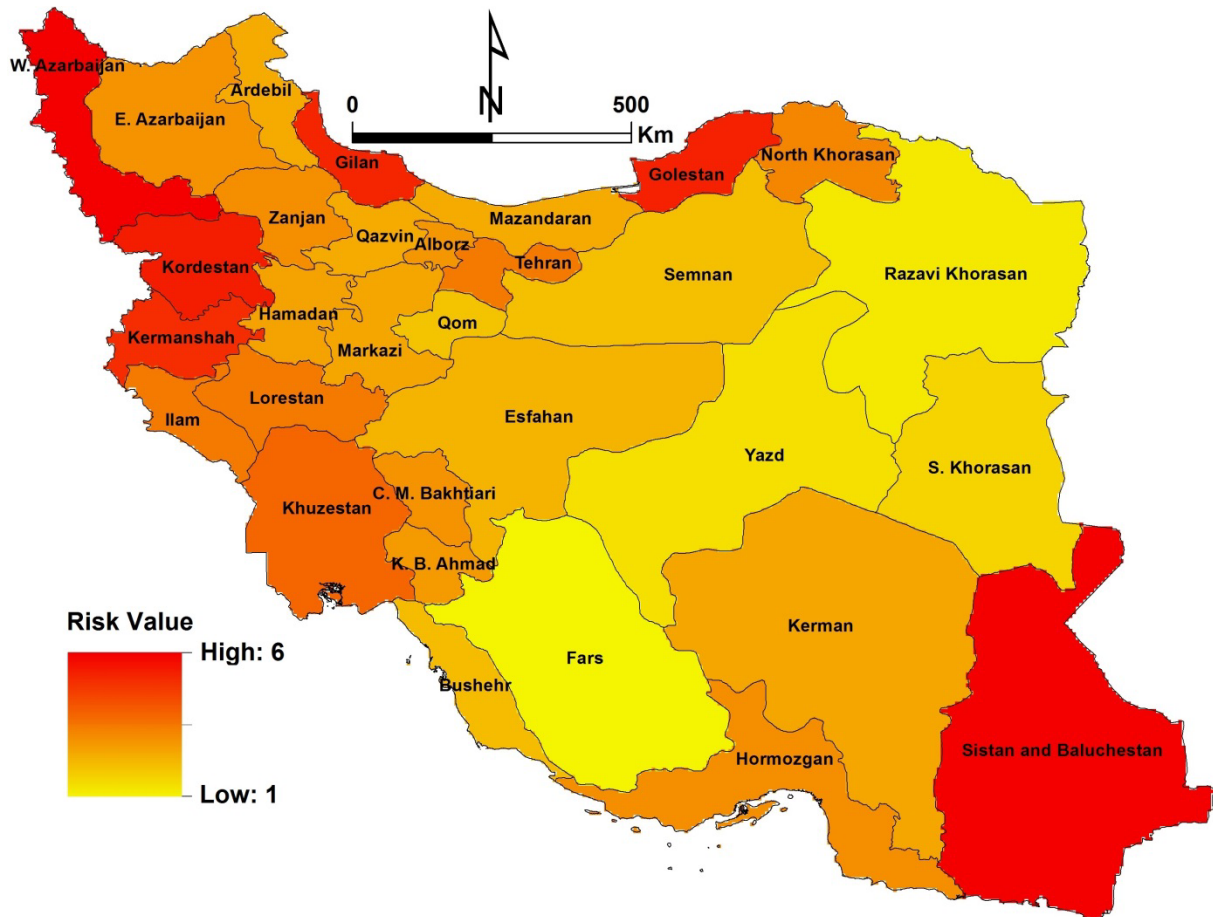 W. Azarbaijan
Ardebil
E. Azarbaijan
0
N
500
Km
Gilan
Golestan
North Khorasan
Zanjan
Mazandaran
Qazvin
Alborz
Tehran
Kordestan
Semnan
Razavi Khorasan
Hamadan
Qom
Kermanshah
Markazi
Lorestan
Ilam
Esfahan
Yazd
S. Khorasan
C. M. Bakhtiari
Khuzestan
K. B. Ahmad
Risk Value
High: 6
Low: 1
Kerman
Fars
Bushehr
Sistan and Baluchestan
Hormozgan